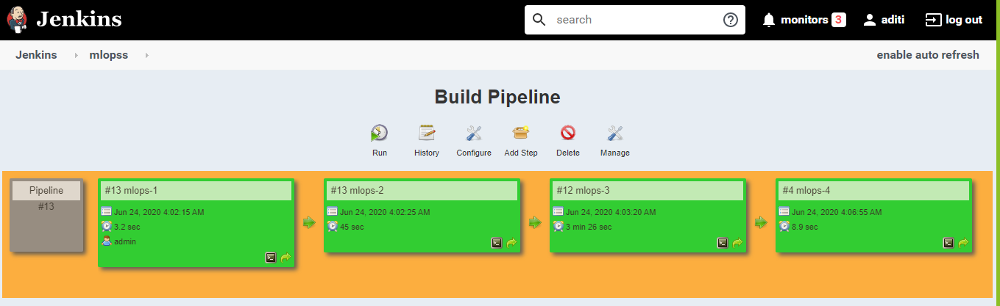 Jenkins
search
monitors 3
aditi
log out
Jenkins
mlopss
enable auto refresh
Build Pipeline
Run
History
Configure
Add Step
Delete
Manage
Pipeline
#13
#13 mlops-1
Jun 24, 2020 4:02:15 AM
3.2 sec
admin
#13 mlops-2
Jun 24, 2020 4:02:25 AM
45 sec
#12 mlops-3
Jun 24, 2020 4:03:20 AM
3 min 26 sec
#4 mlops-4
Jun 24, 2020 4:06:55 AM
8.9 sec